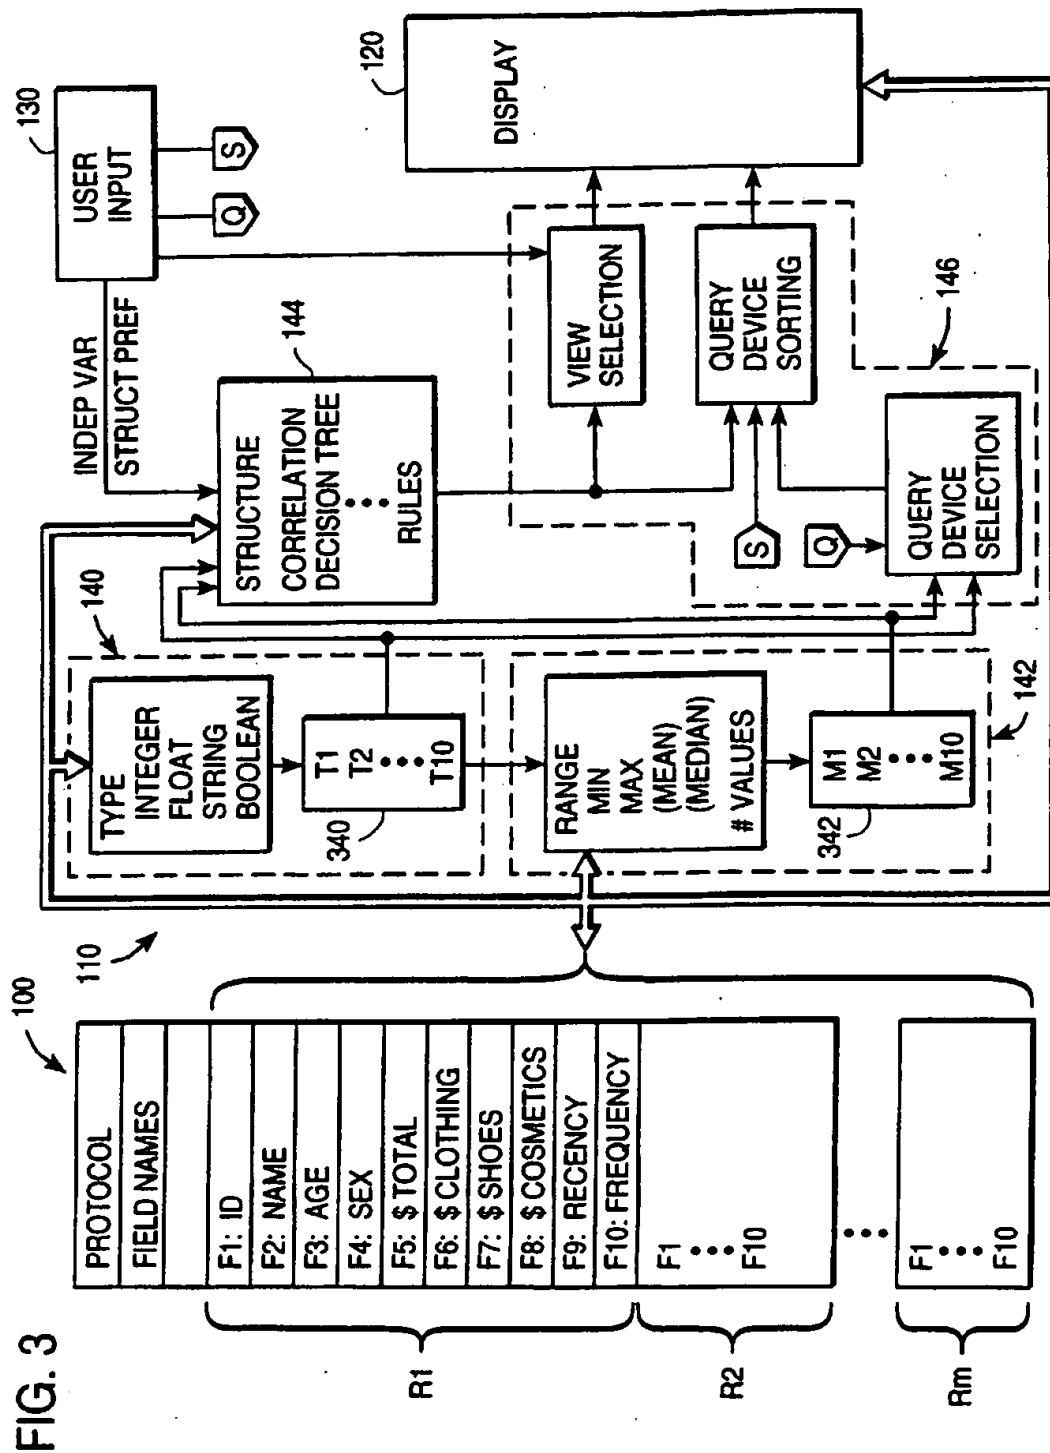 FIG. 3
100
PROTOCOL
FIELD NAMES
F1: ID
F2: NAME
F3: AGE
F4: SEX
F5: $ TOTAL
F6: $ CLOTHING
F7: $ SHOES
F8: $ COSMETICS
F9: RECENCY
F10: FREQUENCY
F1
F10
F1
F10
R1
R2
Rm
110
140
TYPE
INTEGER
FLOAT
STRING
BOOLEAN
T1
T2
T10
340
RANGE
MIN
MAX
(MEAN)
(MEDIAN)
# VALUES
M1
M2
M10
342
142
INDEP VAR
STRUCT PREF
144
STRUCTURE
CORRELATION
DECISION TREE
RULES
130
USER
INPUT
Q
S
VIEW
SELECTION
QUERY
DEVICE
SORTING
S
Q
QUERY
DEVICE
SELECTION
146
120
DISPLAY